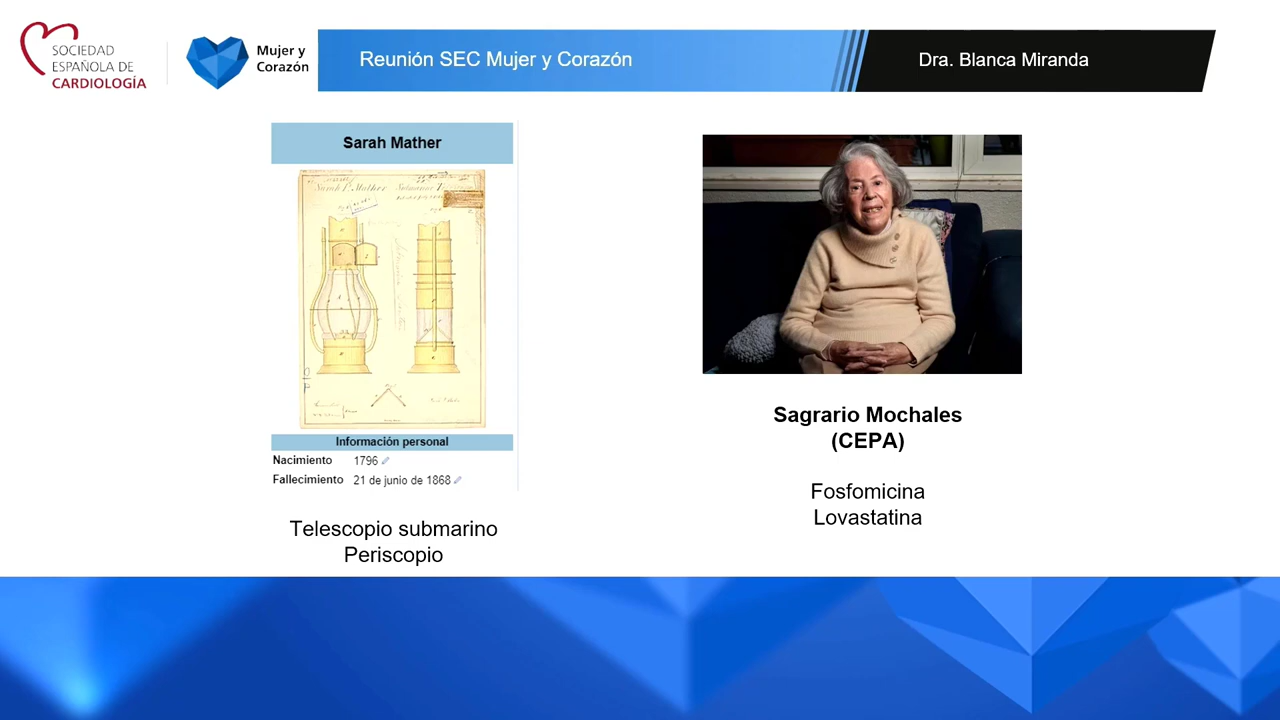 SOCIEDAD
ESPAÑOLA DE
CARDIOLOGÍA
Mujer y
Corazón
Reunión SEC Mujer y Corazón
Dra. Blanca Miranda
Sarah Mather
Información personal
Nacimiento 1796
Fallecimiento 21 de junio de 1868
Telescopio submarino
Periscopio
Sagrario Mochales
(CEPA)
Fosfomicina
Lovastatina